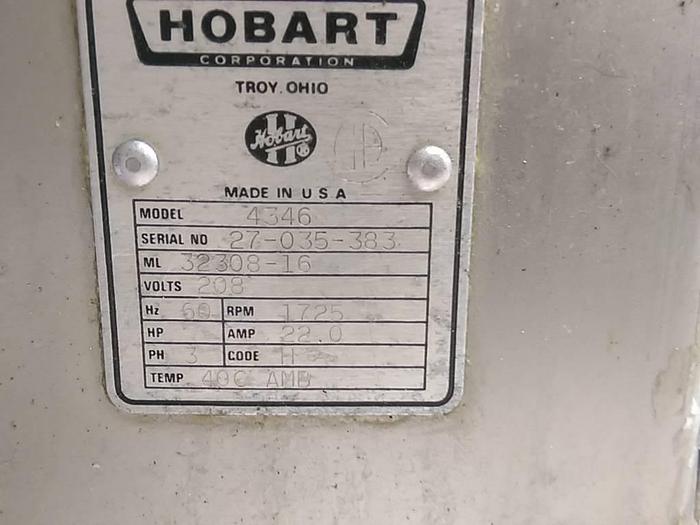 HOBART
CORPORATION
TROY, OHIO
Hobart
MADE IN U S A
MODEL 4346
SERIAL NO 27-035-383
ML 32308-16
VOLTS 208
Hz 60 RPM 1725
HP AMP 22.0
PH 3 CODE H
TEMP 40C AMB